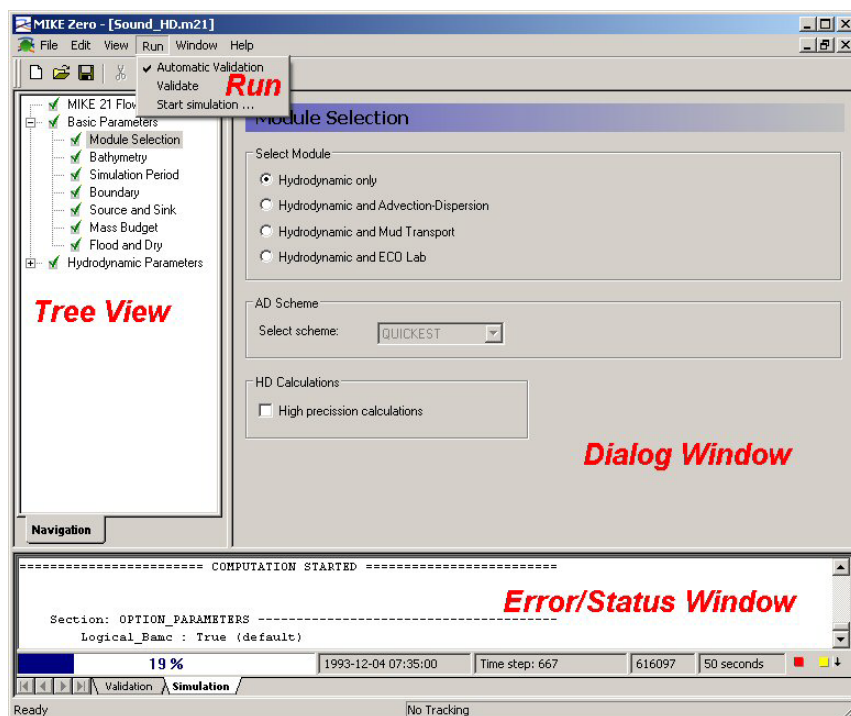 MIKE Zero - [Sound_HD.m21]
File Edit View Run Window Help
Automatic Validation
Validate
Start simulation ...
Run
MIKE 21 Flow
Basic Parameters
Module Selection
Bathymetry
Simulation Period
Boundary
Source and Sink
Mass Budget
Flood and Dry
Hydrodynamic Parameters
Tree View
Navigation
Module Selection
Select Module
Hydrodynamic only
Hydrodynamic and Advection-Dispersion
Hydrodynamic and Mud Transport
Hydrodynamic and ECO Lab
AD Scheme
Select scheme: QUICKEST
HD Calculations
High precission calculations
Dialog Window
======================= COMPUTATION STARTED ========================
Error/Status Window
Section: OPTION_PARAMETERS --------------------------------------
Logical_Bamc : True (default)
19 % 1993-12-04 07:35:00 Time step: 667 616097 50 seconds
Validation Simulation
Ready No Tracking